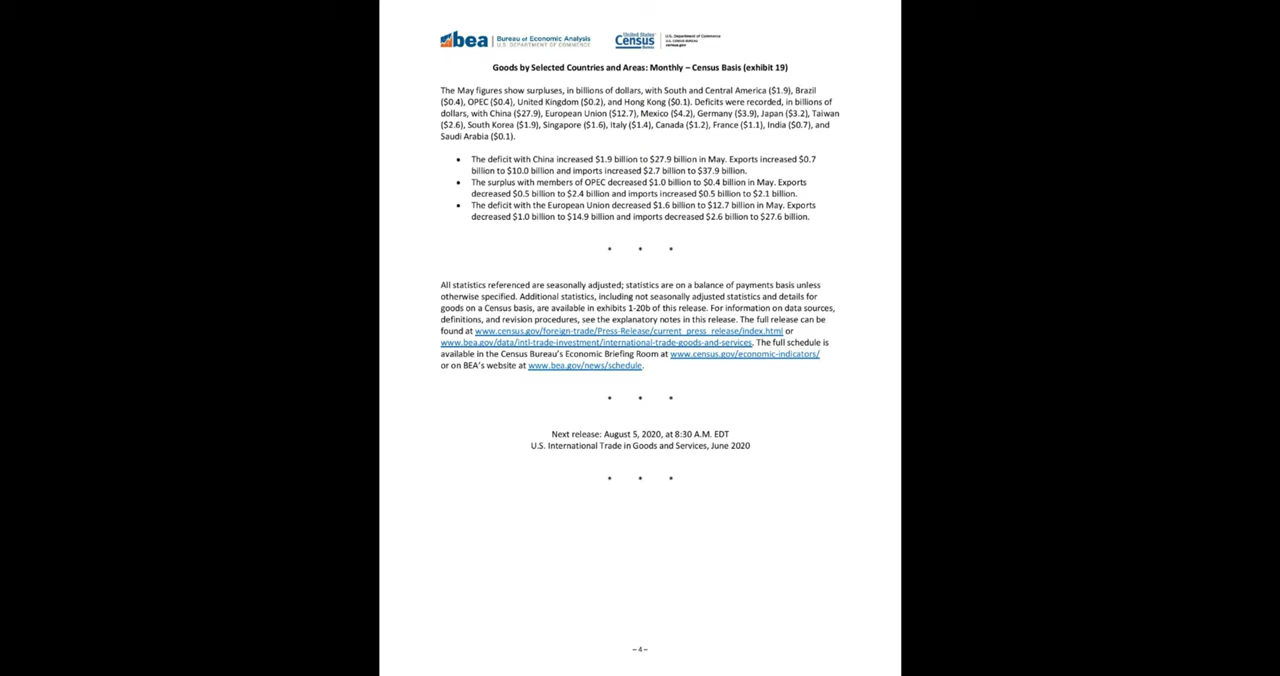 bea | Bureau of Economic Analysis
U.S. DEPARTMENT OF COMMERCE
United States
Census
Bureau
U.S. Department of Commerce
U.S. CENSUS BUREAU
census.gov
Goods by Selected Countries and Areas: Monthly – Census Basis (exhibit 19)
The May figures show surpluses, in billions of dollars, with South and Central America ($1.9), Brazil
($0.4), OPEC ($0.4), United Kingdom ($0.2), and Hong Kong ($0.1). Deficits were recorded, in billions of
dollars, with China ($27.9), European Union ($12.7), Mexico ($4.2), Germany ($3.9), Japan ($3.2), Taiwan
($2.6), South Korea ($1.9), Singapore ($1.6), Italy ($1.4), Canada ($1.2), France ($1.1), India ($0.7), and
Saudi Arabia ($0.1).
• The deficit with China increased $1.9 billion to $27.9 billion in May. Exports increased $0.7
billion to $10.0 billion and imports increased $2.7 billion to $37.9 billion.
• The surplus with members of OPEC decreased $1.0 billion to $0.4 billion in May. Exports
decreased $0.5 billion to $2.4 billion and imports increased $0.5 billion to $2.1 billion.
• The deficit with the European Union decreased $1.6 billion to $12.7 billion in May. Exports
decreased $1.0 billion to $14.9 billion and imports decreased $2.6 billion to $27.6 billion.
* * *
All statistics referenced are seasonally adjusted; statistics are on a balance of payments basis unless
otherwise specified. Additional statistics, including not seasonally adjusted statistics and details for
goods on a Census basis, are available in exhibits 1-20b of this release. For information on data sources,
definitions, and revision procedures, see the explanatory notes in this release. The full release can be
found at www.census.gov/foreign-trade/Press-Release/current_press_release/index.html or
www.bea.gov/data/intl-trade-investment/international-trade-goods-and-services. The full schedule is
available in the Census Bureau's Economic Briefing Room at www.census.gov/economic-indicators/
or on BEA's website at www.bea.gov/news/schedule.
* * *
Next release: August 5, 2020, at 8:30 A.M. EDT
U.S. International Trade in Goods and Services, June 2020
* * *
– 4 –